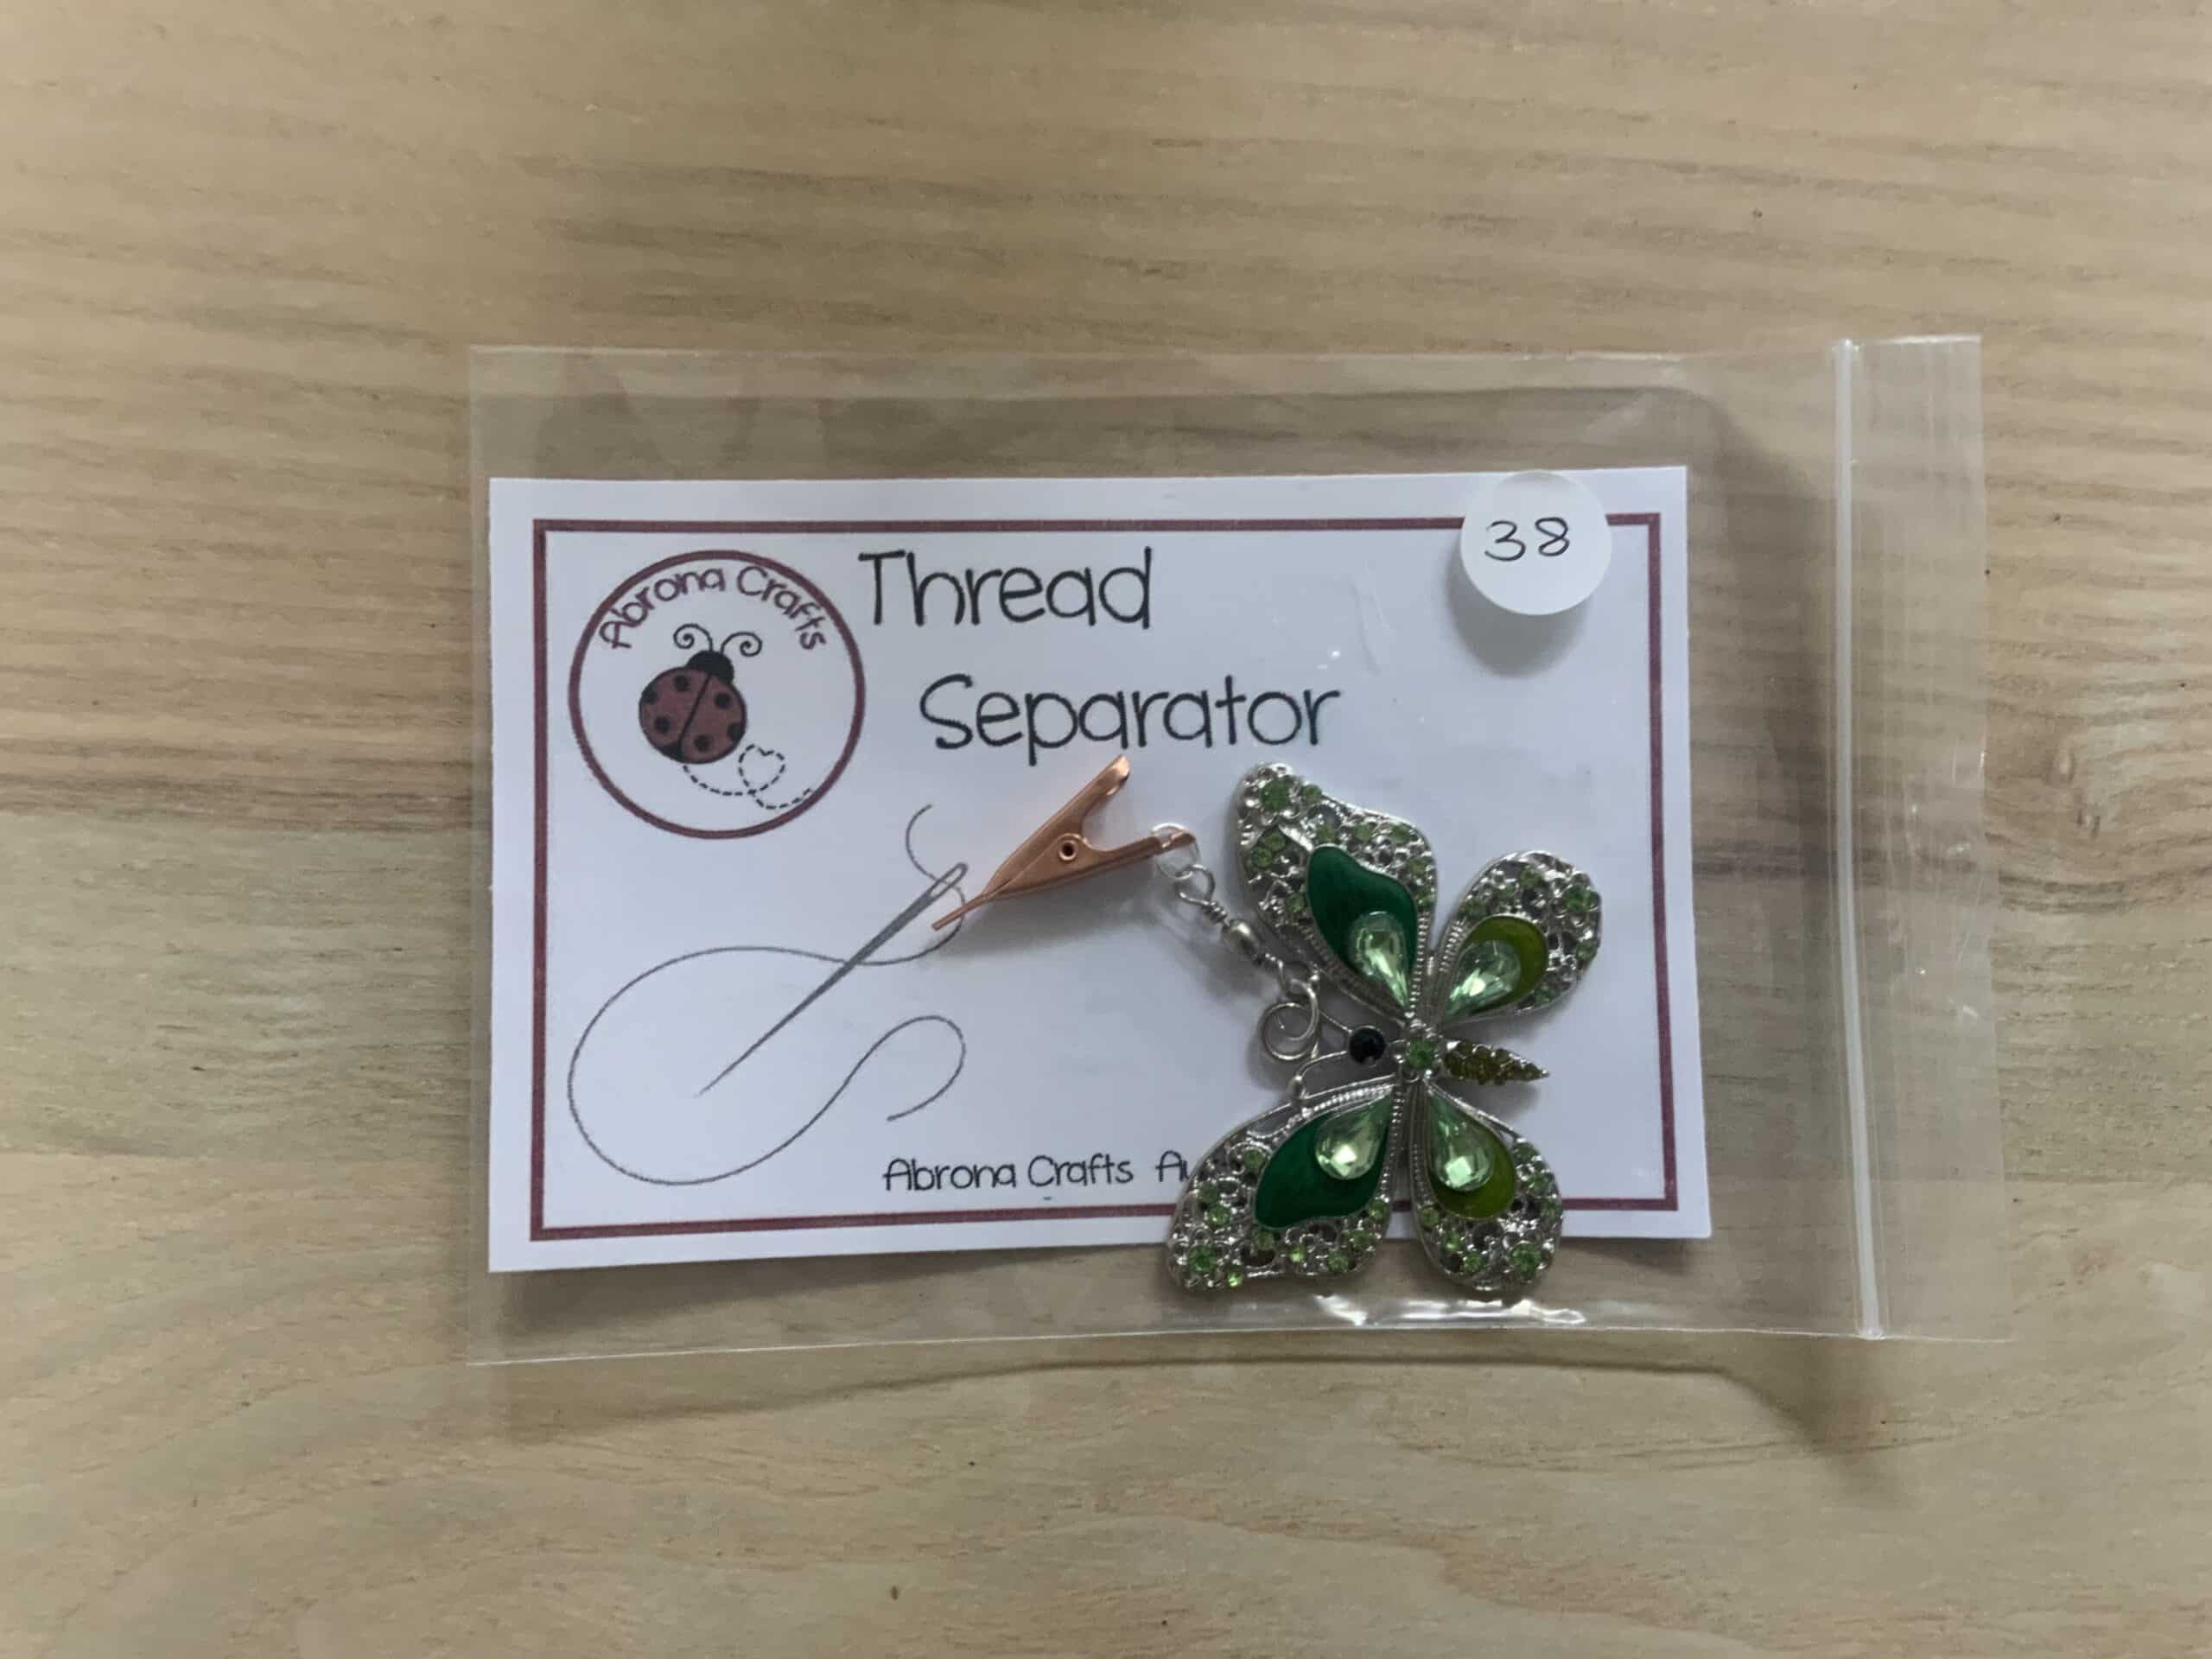 Abrona Crafts
Thread
Separator
38
Abrona Crafts